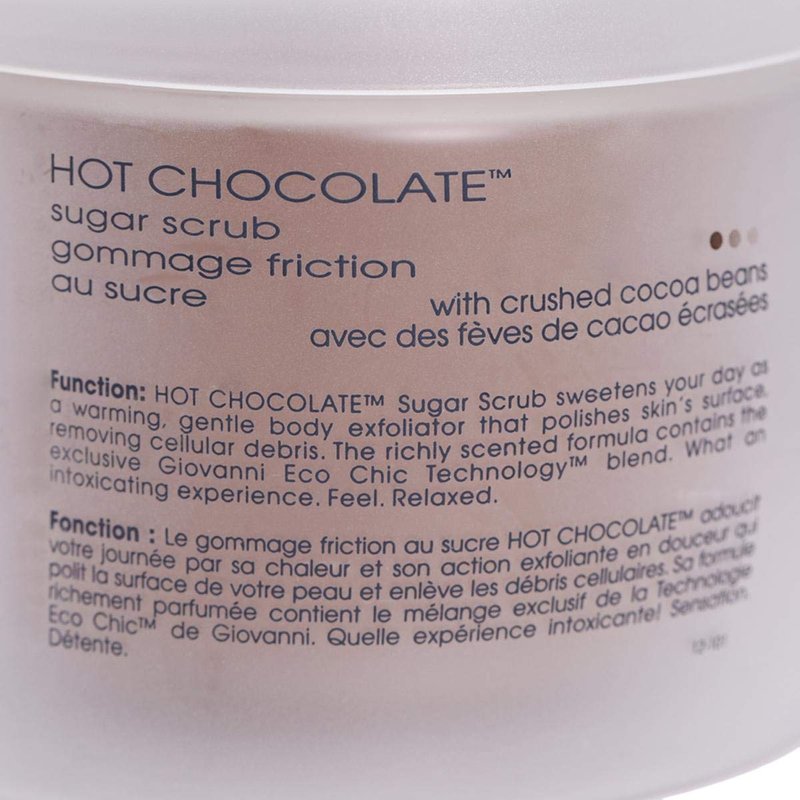 HOT CHOCOLATE™
sugar scrub
gommage friction
au sucre
with crushed cocoa beans
avec des fèves de cacao écrasées
Function: HOT CHOCOLATE™ Sugar Scrub sweetens your day as
a warming, gentle body exfoliator that polishes skin's surface,
removing cellular debris. The richly scented formula contains the
exclusive Giovanni Eco Chic Technology™ blend. What an
intoxicating experience. Feel. Relaxed.
Fonction : Le gommage friction au sucre HOT CHOCOLATE™ adoucit
votre journée par sa chaleur et son action exfoliante en douceur qui
polit la surface de votre peau et enlève les débris cellulaires. Sa formule
richement parfumée contient le mélange exclusif de la Technologie
Eco Chic™ de Giovanni. Quelle expérience intoxicante! Sensation.
Détente.